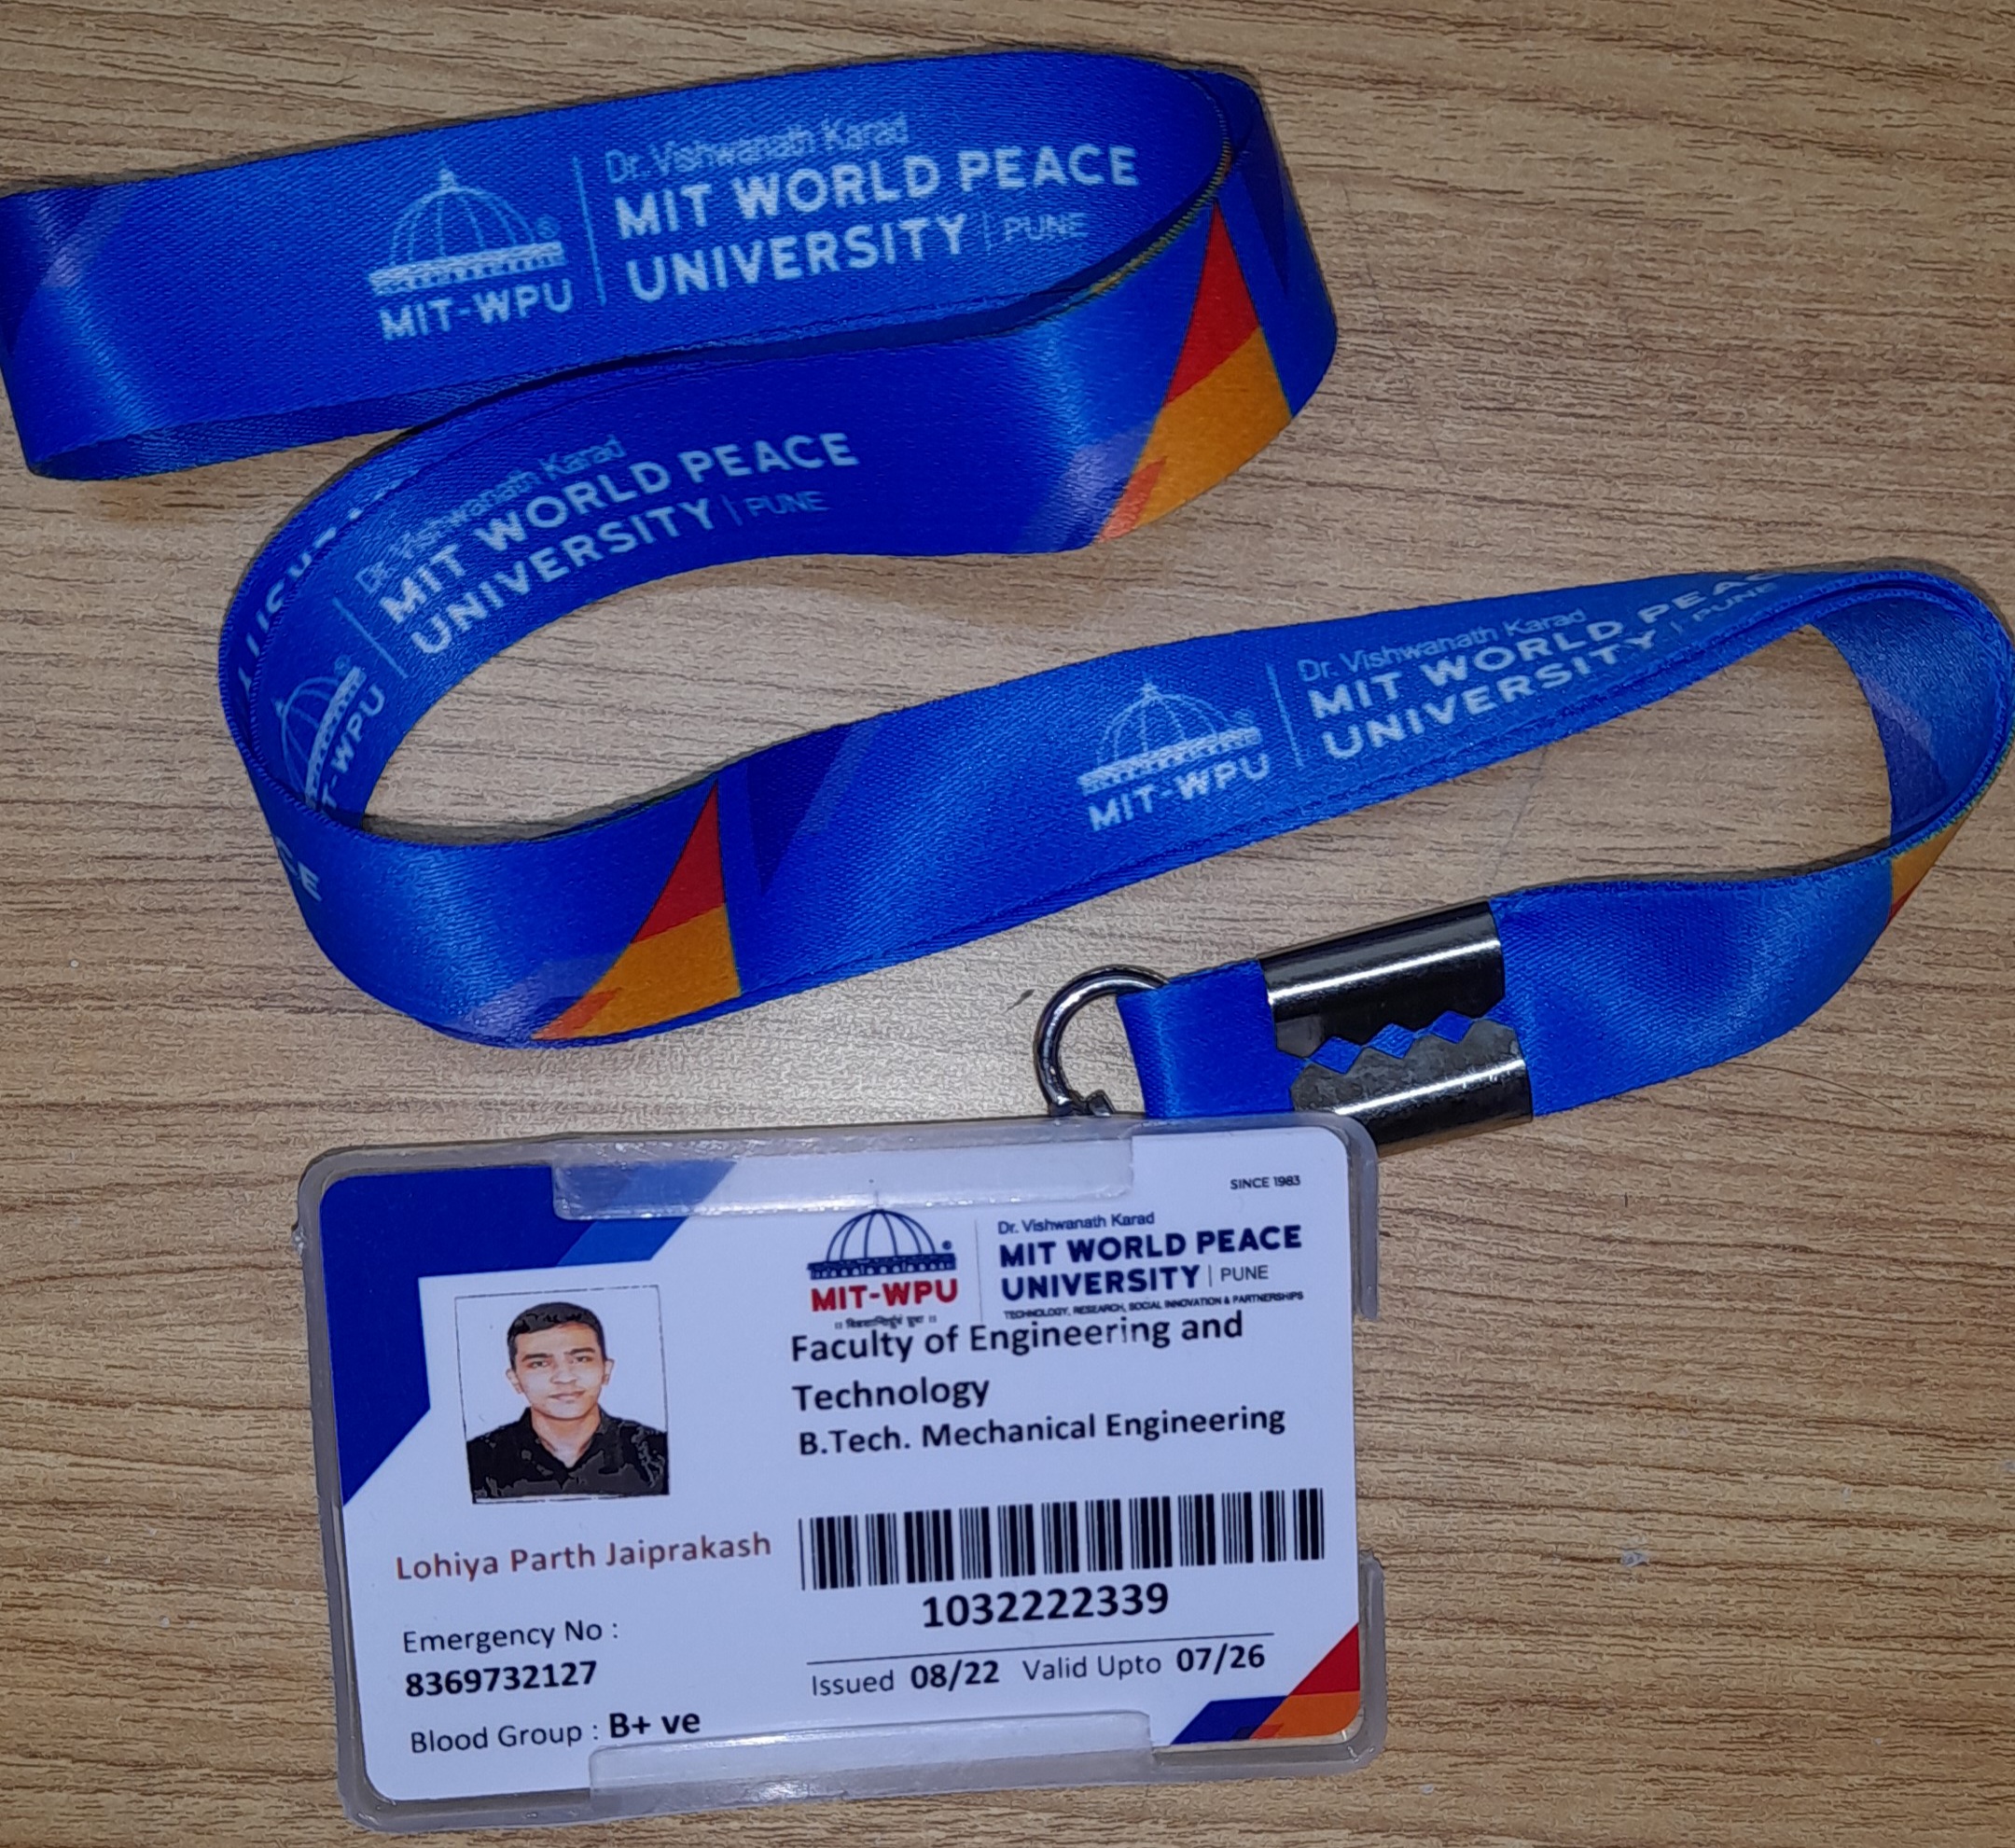 Dr. Vishwanath Karad
MIT WORLD PEACE
UNIVERSITY | PUNE
MIT-WPU
Dr. Vishwanath Karad
MIT WORLD PEACE
UNIVERSITY | PUNE
T-WPU
Dr. Vishwanath Karad
MIT WORLD PEAC
UNIVERSITY | PUNE
MIT-WPU
SINCE 1983
Dr. Vishwanath Karad
MIT WORLD PEACE
UNIVERSITY | PUNE
TECHNOLOGY, RESEARCH, SOCIAL INNOVATION & PARTNERSHIPS
MIT-WPU
Faculty of Engineering and
Technology
B.Tech. Mechanical Engineering
Lohiya Parth Jaiprakash
1032222339
Emergency No :
8369732127
Issued 08/22 Valid Upto 07/26
Blood Group : B+ ve